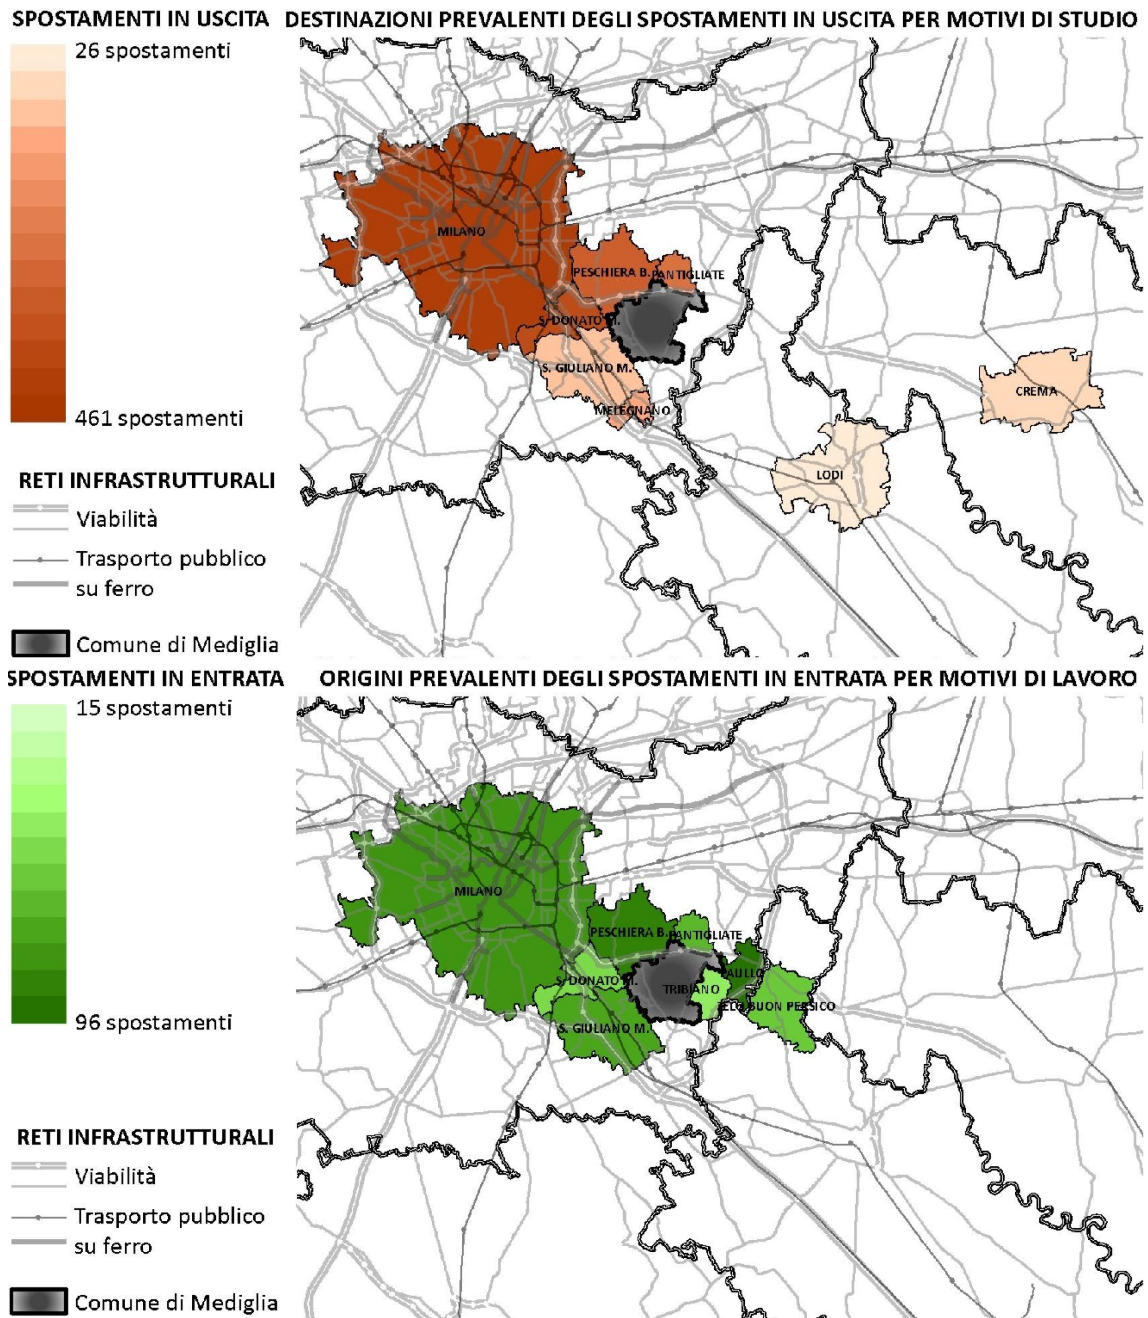 SPOSTAMENTI IN USCITA
DESTINAZIONI PREVALENTI DEGLI SPOSTAMENTI IN USCITA PER MOTIVI DI STUDIO
26 spostamenti
461 spostamenti
MILANO
PESCHIERA B.
PANTIGLIATE
S. DONATO M.
S. GIULIANO M.
MELEGNANO
CREMA
LODI
RETI INFRASTRUTTURALI
Viabilità
Trasporto pubblico
su ferro
Comune di Mediglia
SPOSTAMENTI IN ENTRATA
ORIGINI PREVALENTI DEGLI SPOSTAMENTI IN ENTRATA PER MOTIVI DI LAVORO
15 spostamenti
96 spostamenti
MILANO
PESCHIERA B.
PANTIGLIATE
S. DONATO M.
TRIBIANO
BUON PERSICO
S. GIULIANO M.
RETI INFRASTRUTTURALI
Viabilità
Trasporto pubblico
su ferro
Comune di Mediglia